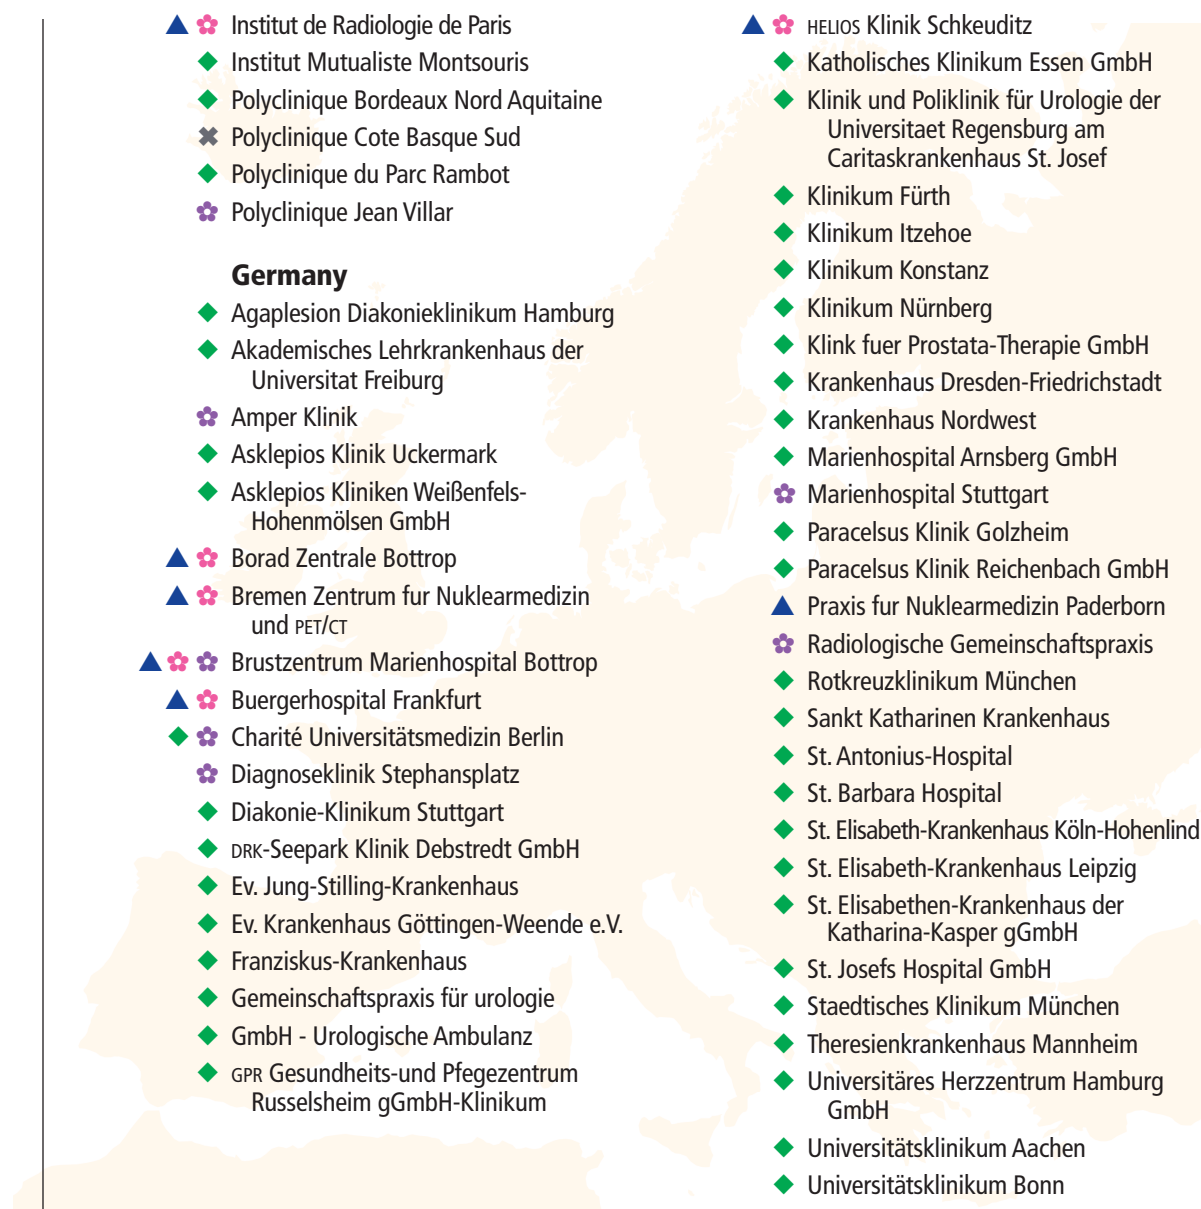 Institut de Radiologie de Paris
Institut Mutualiste Montsouris
Polyclinique Bordeaux Nord Aquitaine
Polyclinique Cote Basque Sud
Polyclinique du Parc Rambot
Polyclinique Jean Villar
Germany
Agaplesion Diakonieklinikum Hamburg
Akademisches Lehrkrankenhaus der
Universitat Freiburg
Amper Klinik
Asklepios Klinik Uckermark
Asklepios Kliniken Weißenfels-
Hohenmölsen GmbH
Borad Zentrale Bottrop
Bremen Zentrum fur Nuklearmedizin
und PET/CT
Brustzentrum Marienhospital Bottrop
Buergerhospital Frankfurt
Charité Universitätsmedizin Berlin
Diagnoseklinik Stephansplatz
Diakonie-Klinikum Stuttgart
DRK-Seepark Klinik Debstredt GmbH
Ev. Jung-Stilling-Krankenhaus
Ev. Krankenhaus Göttingen-Weende e.V.
Franziskus-Krankenhaus
Gemeinschaftspraxis für urologie
GmbH - Urologische Ambulanz
GPR Gesundheits-und Pfegezentrum
Russelsheim gGmbH-Klinikum
HELIOS Klinik Schkeuditz
Katholisches Klinikum Essen GmbH
Klinik und Poliklinik für Urologie der
Universitaet Regensburg am
Caritaskrankenhaus St. Josef
Klinikum Fürth
Klinikum Itzehoe
Klinikum Konstanz
Klinikum Nürnberg
Klink fuer Prostata-Therapie GmbH
Krankenhaus Dresden-Friedrichstadt
Krankenhaus Nordwest
Marienhospital Arnsberg GmbH
Marienhospital Stuttgart
Paracelsus Klinik Golzheim
Paracelsus Klinik Reichenbach GmbH
Praxis fur Nuklearmedizin Paderborn
Radiologische Gemeinschaftspraxis
Rotkreuzklinikum München
Sankt Katharinen Krankenhaus
St. Antonius-Hospital
St. Barbara Hospital
St. Elisabeth-Krankenhaus Köln-Hohenlind
St. Elisabeth-Krankenhaus Leipzig
St. Elisabethen-Krankenhaus der
Katharina-Kasper gGmbH
St. Josefs Hospital GmbH
Staedtisches Klinikum München
Theresienkrankenhaus Mannheim
Universitäres Herzzentrum Hamburg
GmbH
Universitätsklinikum Aachen
Universitätsklinikum Bonn